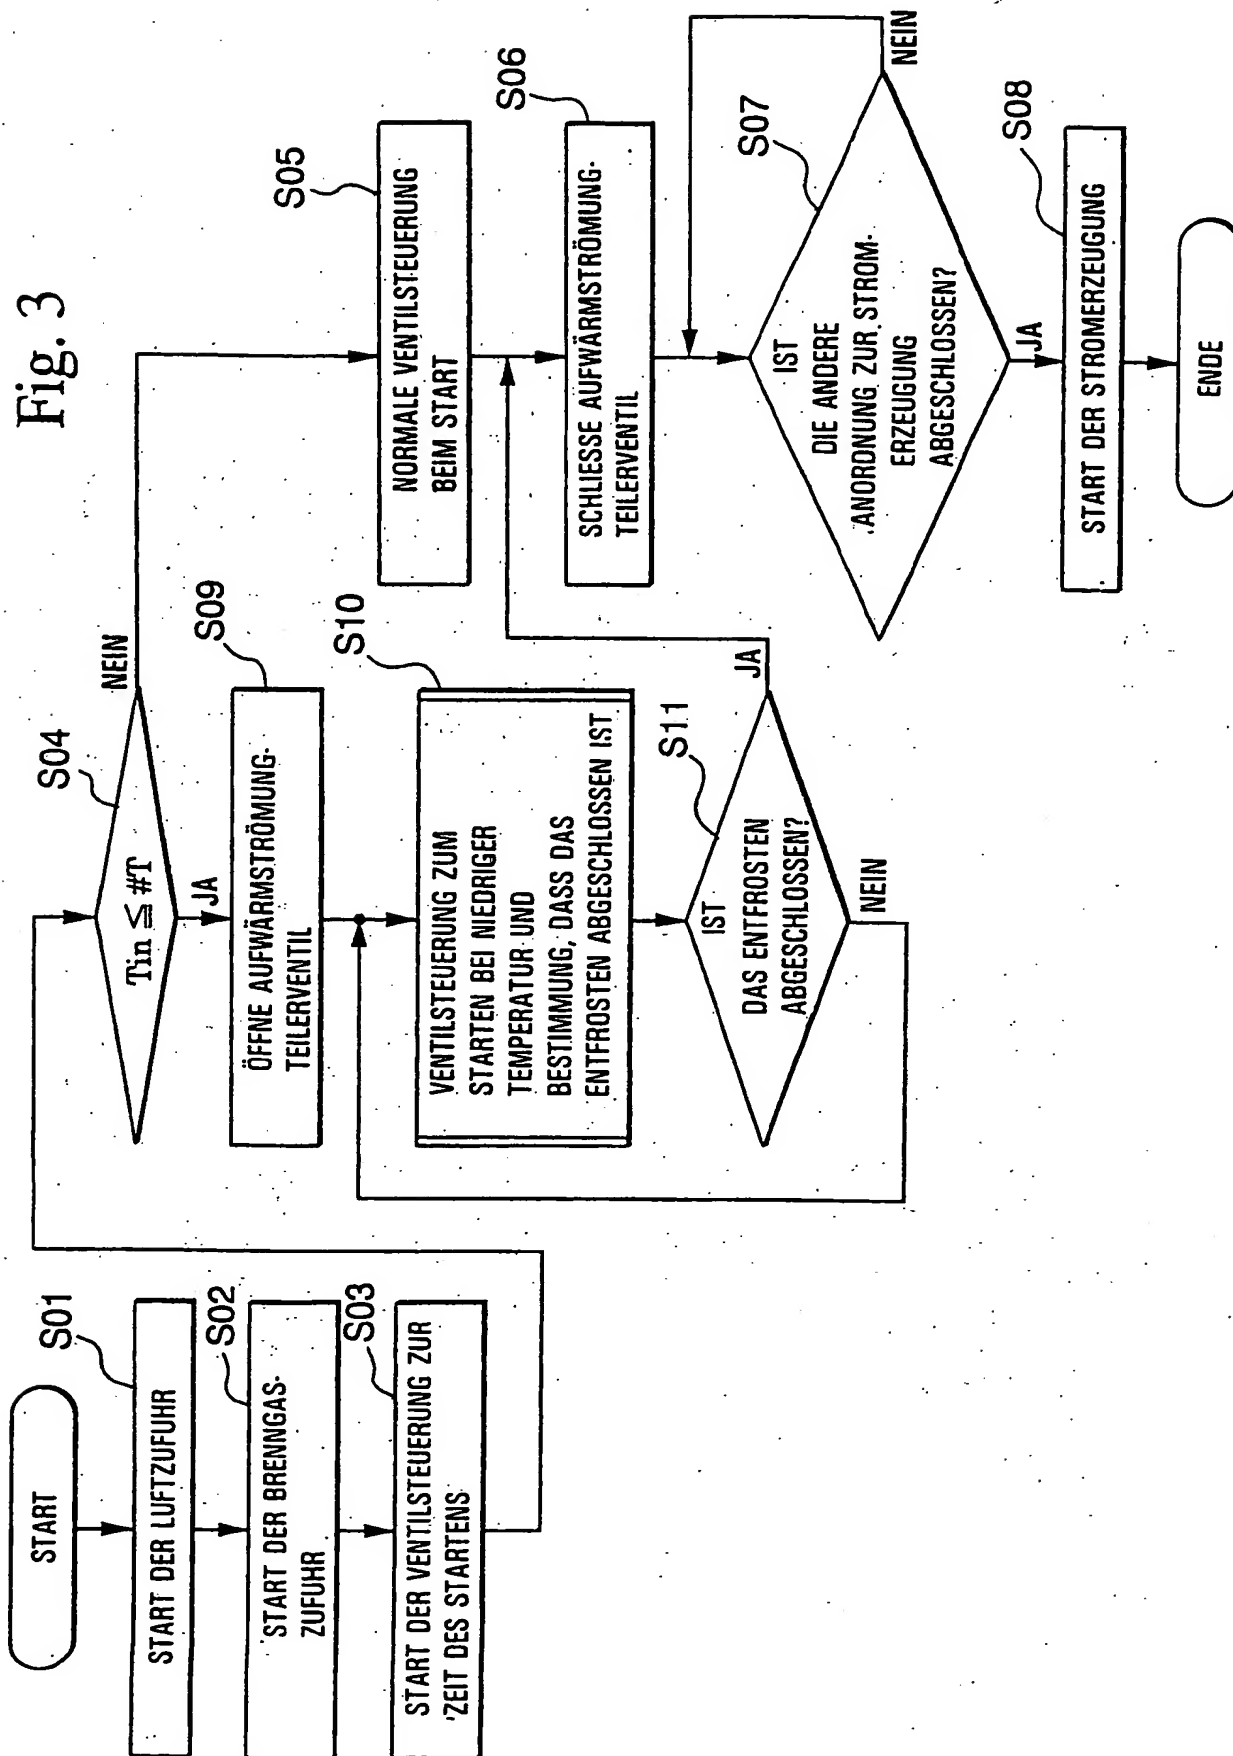 Fig. 3
START
S01
START DER LUFTZUFUHR
S02
START DER BRENNGAS-
ZUFUHR
S03
START DER VENTILSTEUERUNG ZUR
ZEIT DES STARTENS
S04
Tin ≦ #T
NEIN
JA
S09
ÖFFNE AUFWÄRMSTRÖMUNG-
TEILERVENTIL
S10
VENTILSTEUERUNG ZUM
STARTEN BEI NIEDRIGER
TEMPERATUR UND
BESTIMMUNG, DASS DAS
ENTFROSTEN ABGESCHLOSSEN IST
S11
IST
DAS ENTFROSTEN
ABGESCHLOSSEN?
JA
NEIN
S05
NORMALE VENTILSTEUERUNG
BEIM START
S06
SCHLIESSE AUFWÄRMSTRÖMUNG-
TEILERVENTIL
S07
IST
DIE ANDERE
ANORDNUNG ZUR STROM-
ERZEUGUNG
ABGESCHLOSSEN?
NEIN
JA
S08
START DER STROMERZEUGUNG
ENDE